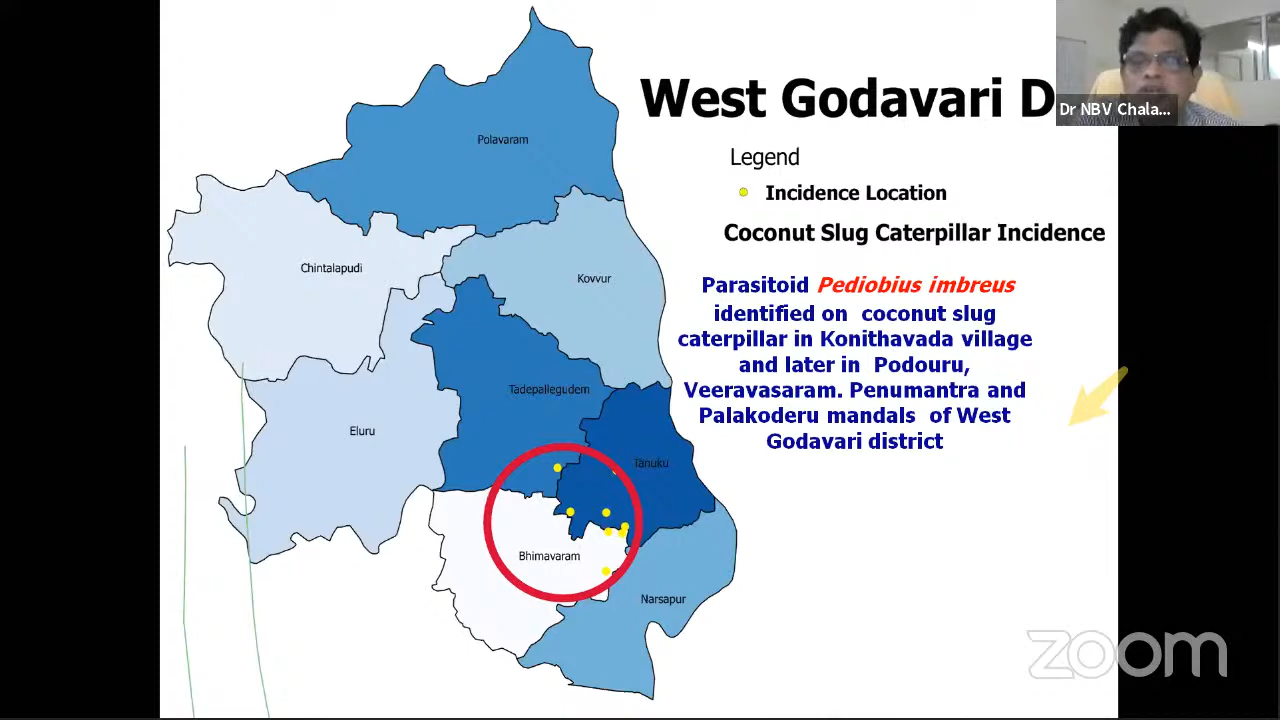 West Godavari D
Dr NBV Chala...
Legend
Incidence Location
Coconut Slug Caterpillar Incidence
Parasitoid Pediobius imbreus
identified on coconut slug
caterpillar in Konithavada village
and later in Podouru,
Veeravasaram. Penumantra and
Palakoderu mandals of West
Godavari district
Polavaram
Chintalapudi
Kovvur
Tadepallegudem
Eluru
Tanuku
Bhimavaram
Narsapur
zoom